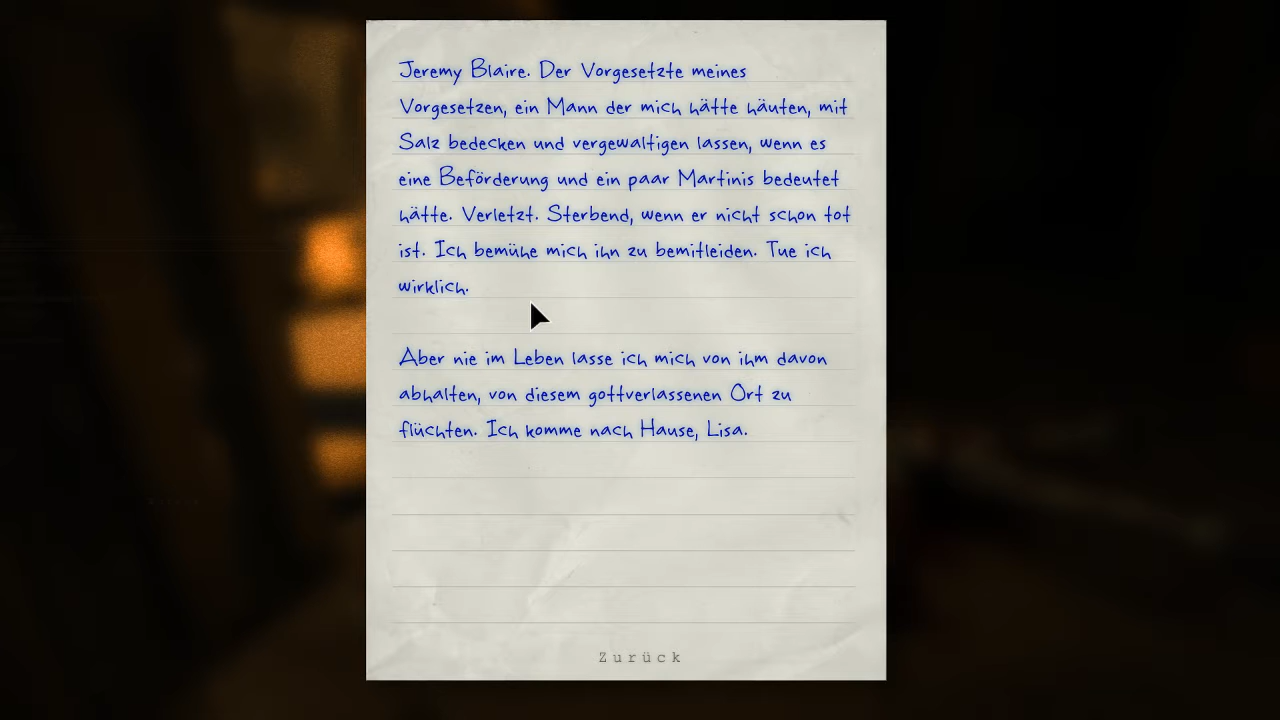 Jeremy Blaire. Der Vorgesetzte meines
Vorgesetzen, ein Mann der mich hätte häuten, mit
Salz bedecken und vergewaltigen lassen, wenn es
eine Beförderung und ein paar Martinis bedeutet
hätte. Verletzt. Sterbend, wenn er nicht schon tot
ist. Ich bemühe mich ihn zu bemitleiden. Tue ich
wirklich.
Aber nie im Leben lasse ich mich von ihm davon
abhalten, von diesem gottverlassenen Ort zu
flüchten. Ich komme nach Hause, Lisa.
Zurück